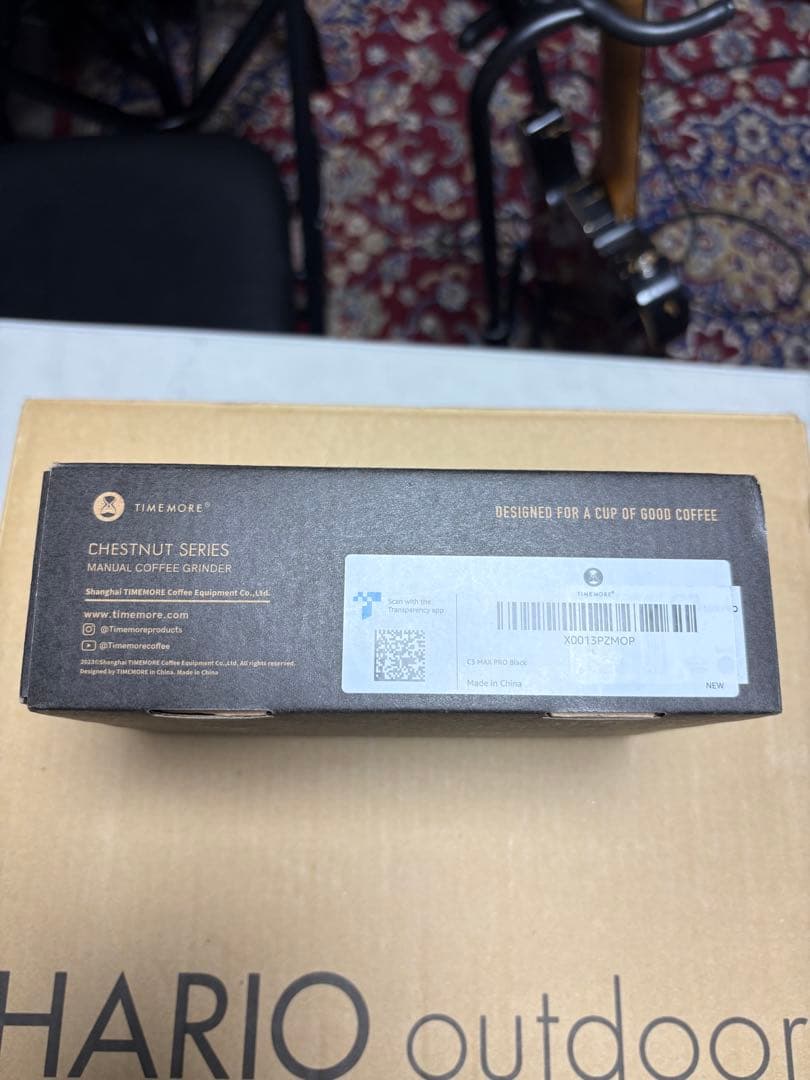 TIMEMORE®
DESIGNED FOR A CUP OF GOOD COFFEE
CHESTNUT SERIES
MANUAL COFFEE GRINDER
Shanghai TIMEMORE Coffee Equipment Co.,Ltd.
www.timemore.com
@Timemoreproducts
@Timemorecoffee
2023©Shanghai TIMEMORE Coffee Equipment Co.,Ltd, All rights reserved.
Designed by TIMEMORE in China. Made in China
Scan with the
Transparency app
TIMEMORE®
X0013PZMOP
C3 MAX PRO Black
Made in China
NEW
HARIO outdoor